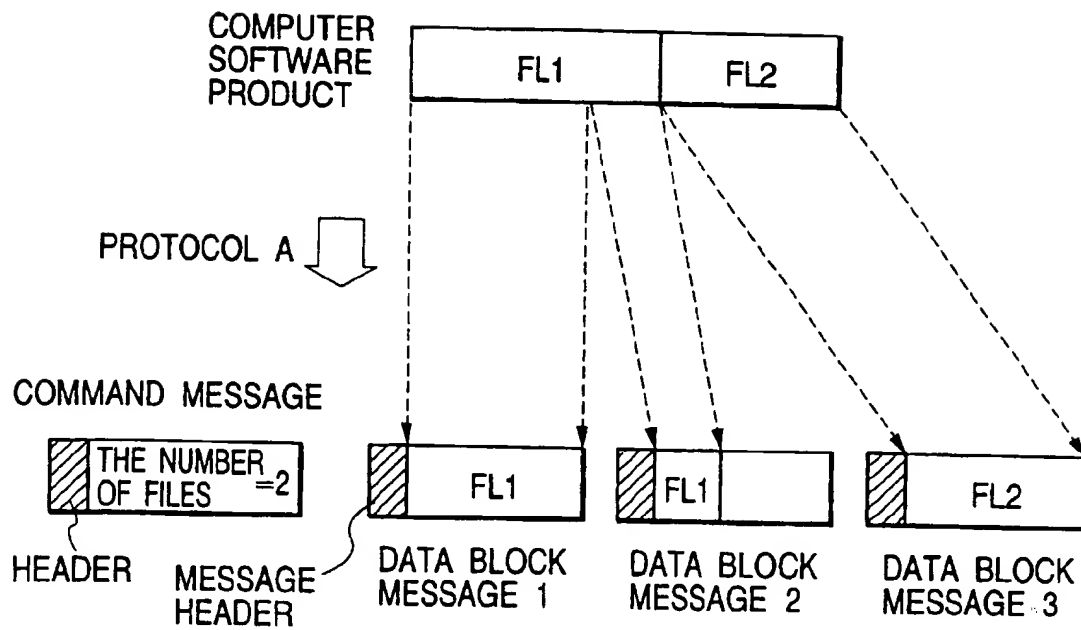 COMPUTER
SOFTWARE
PRODUCT
FL1
FL2
PROTOCOL A
COMMAND MESSAGE
THE NUMBER
OF FILES =2
FL1
FL1
FL2
HEADER
MESSAGE
HEADER
DATA BLOCK
MESSAGE 1
DATA BLOCK
MESSAGE 2
DATA BLOCK
MESSAGE 3